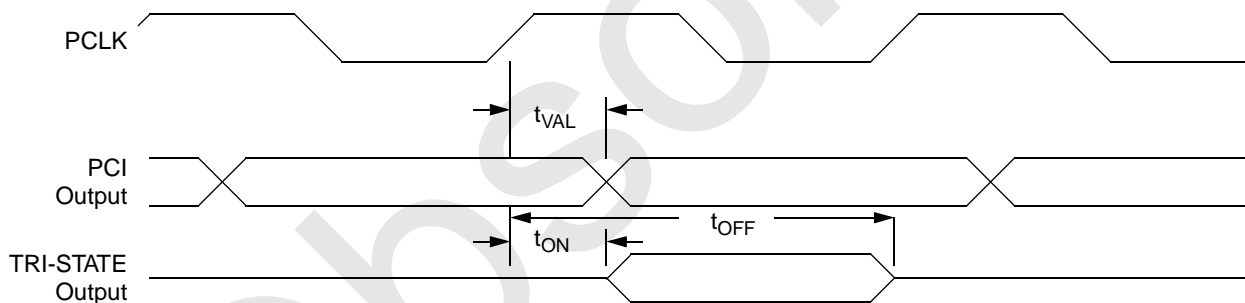 PCLK
tVAL
PCI
Output
tOFF
tON
TRI-STATE
Output